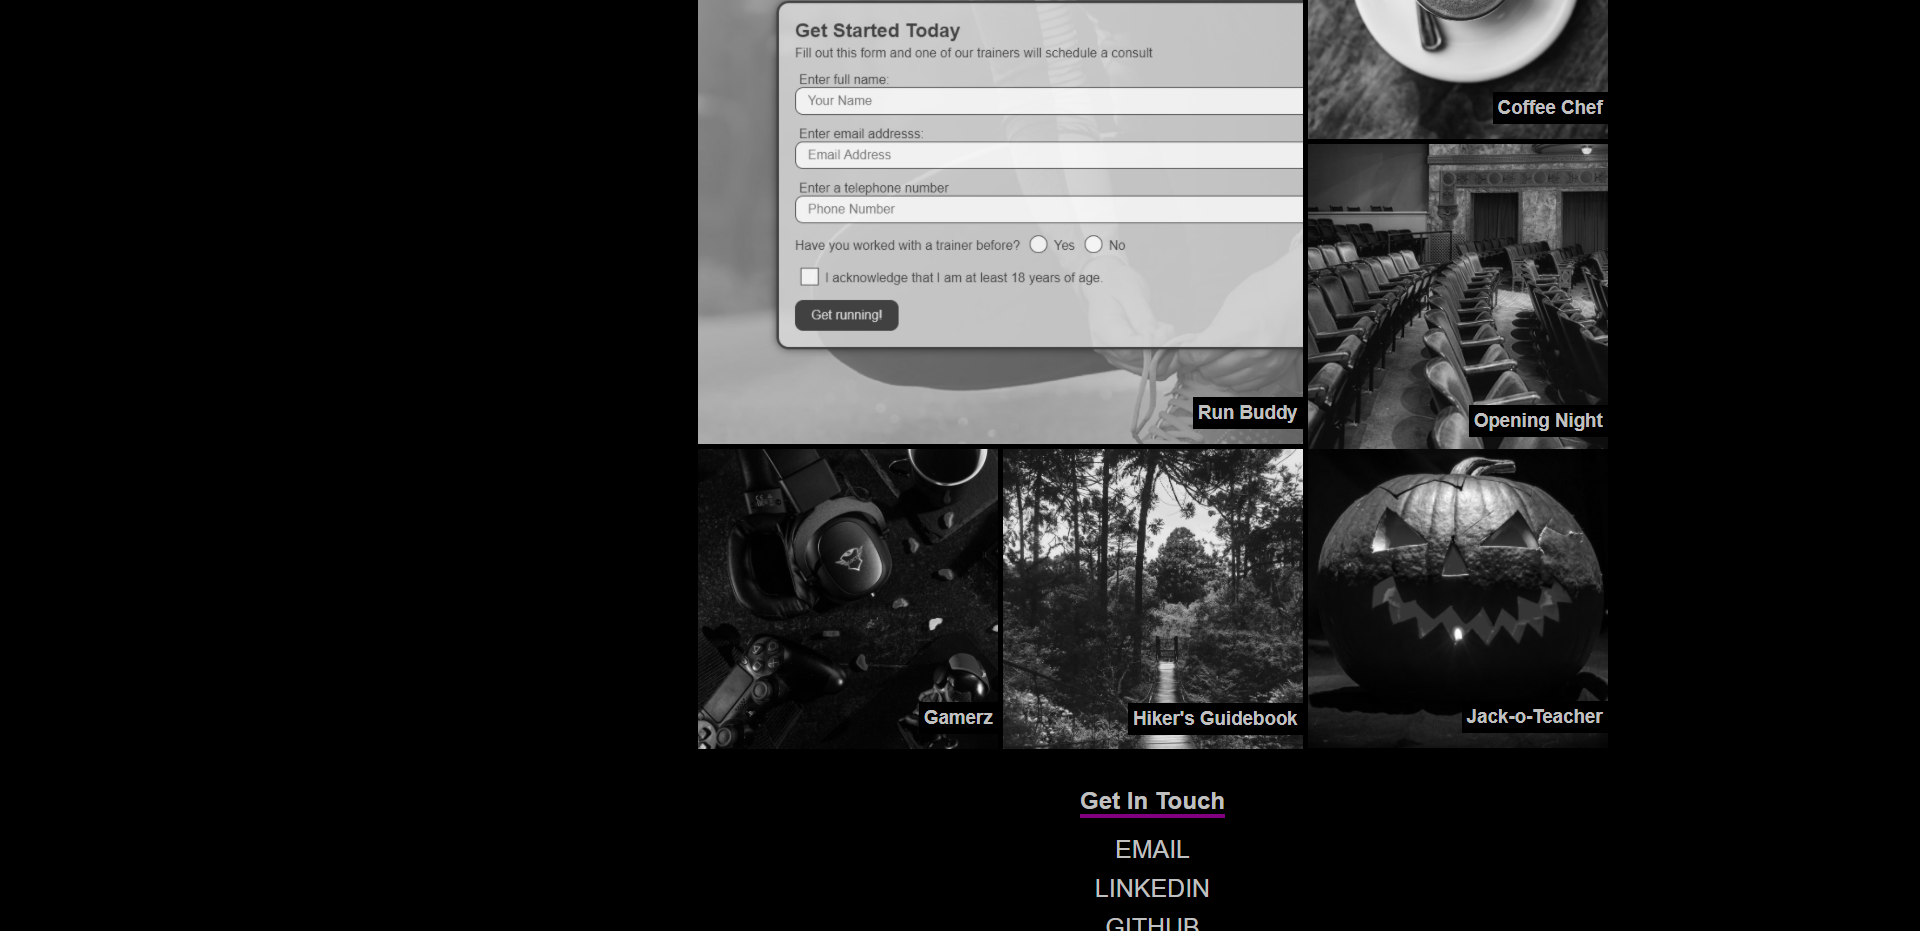 Get Started Today
Fill out this form and one of our trainers will schedule a consult
Enter full name:
Your Name
Enter email addresss:
Email Address
Enter a telephone number
Phone Number
Have you worked with a trainer before? Yes No
I acknowledge that I am at least 18 years of age.
Get running!
Run Buddy
Coffee Chef
Opening Night
Gamerz
Hiker's Guidebook
Jack-o-Teacher
Get In Touch
EMAIL
LINKEDIN
GITHUB